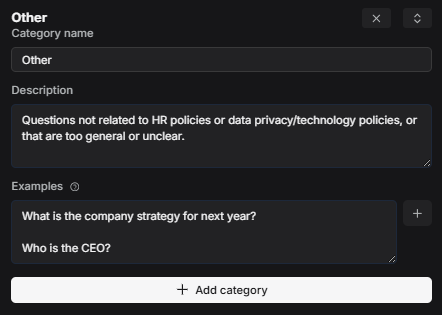 Other
Category name
Other
Description
Questions not related to HR policies or data privacy/technology policies, or
that are too general or unclear.
Examples
What is the company strategy for next year?
Who is the CEO?
Add category